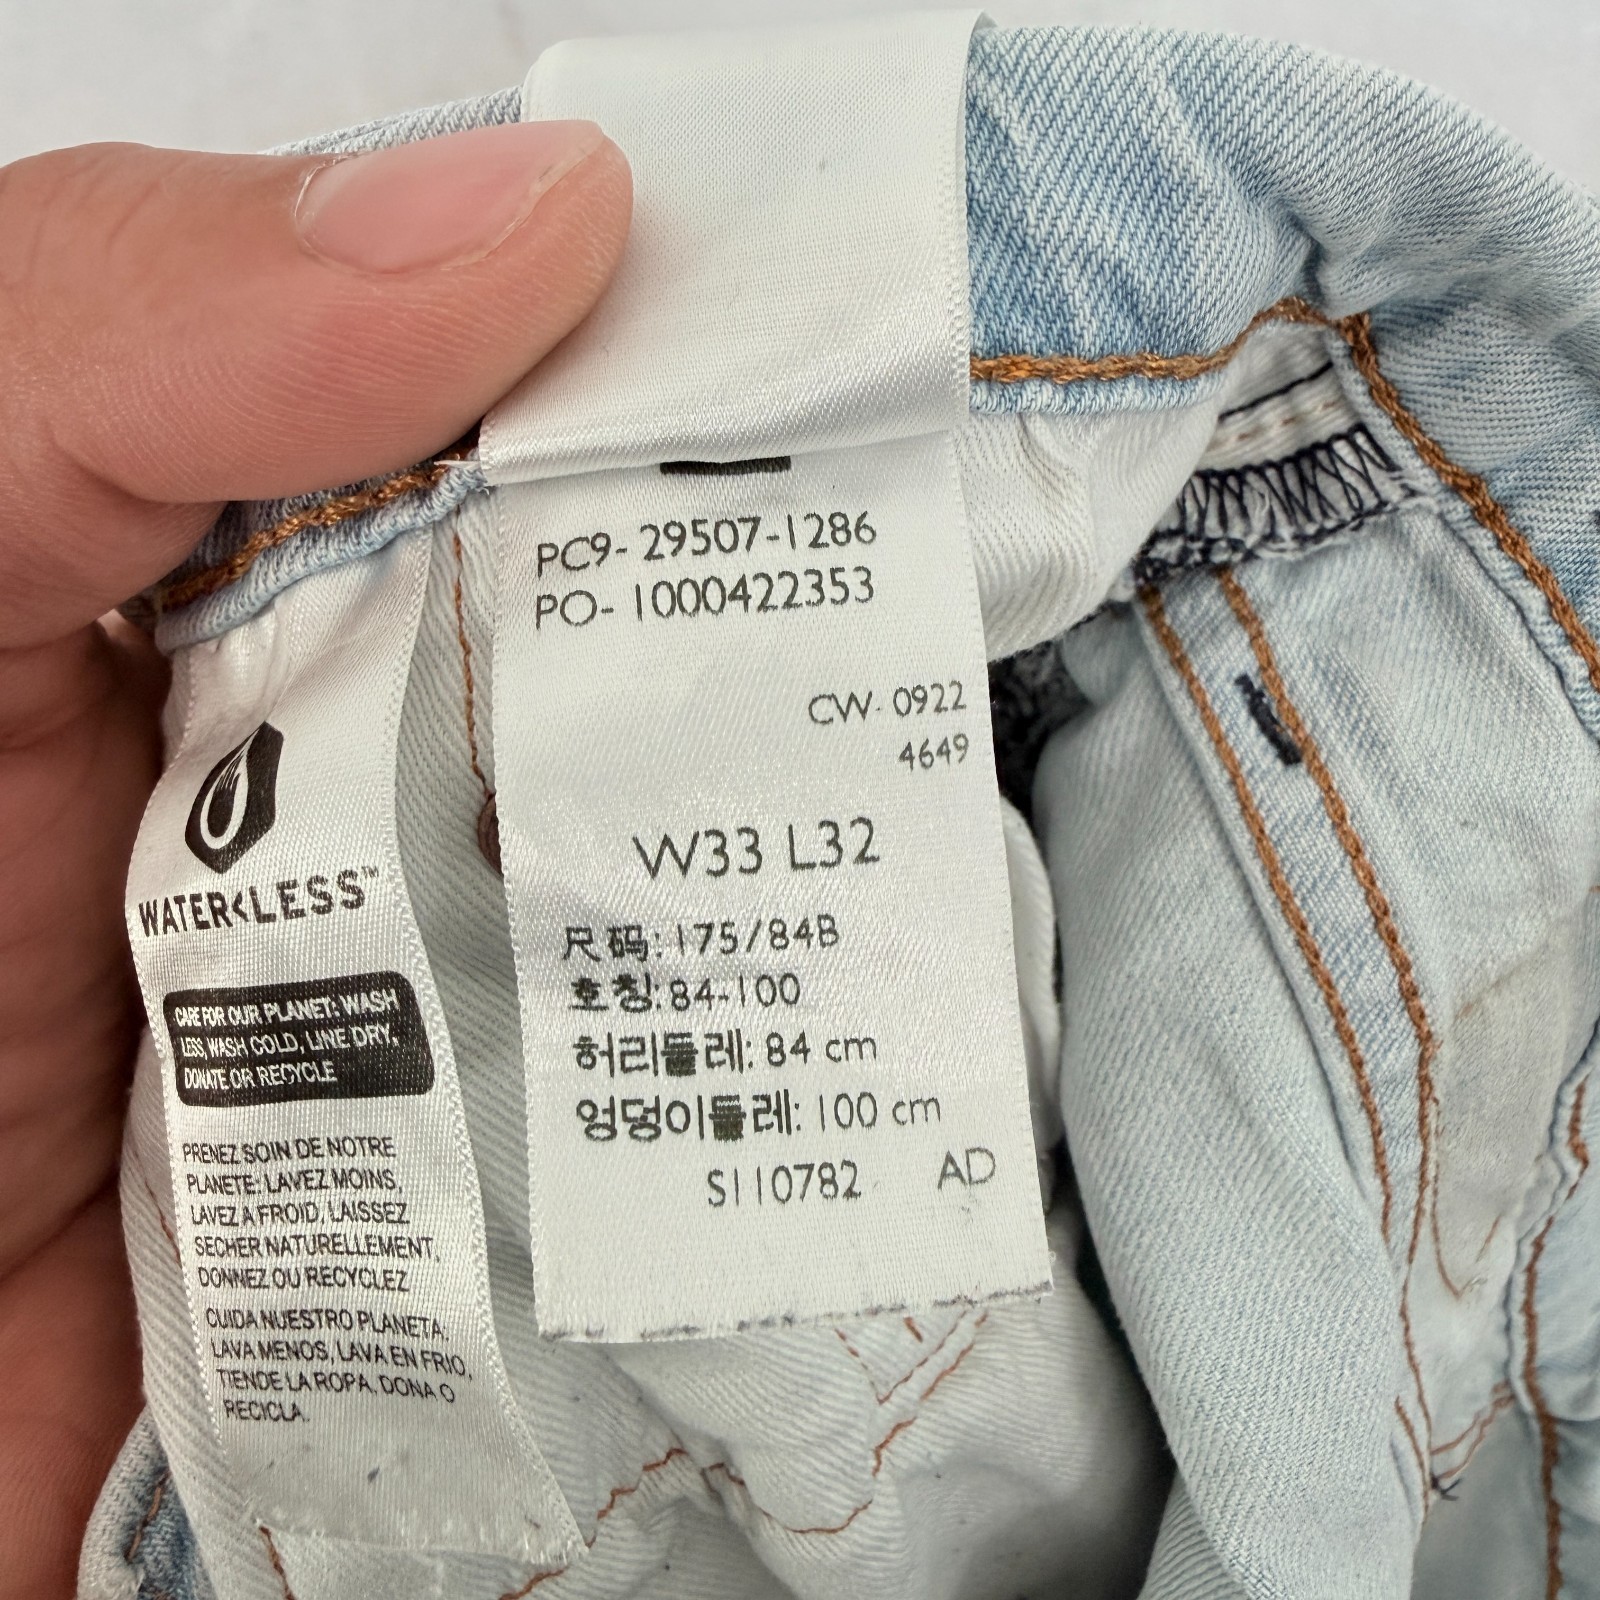 PC9- 29507-1286
PO- 1000422353
CW- 0922
4649
W33 L32
尺码: 175/84B
호칭: 84-100
허리둘레: 84 cm
엉덩이둘레: 100 cm
S110782 AD
WATER<LESS™
CARE FOR OUR PLANET: WASH
LESS, WASH COLD, LINE DRY,
DONATE OR RECYCLE
PRENEZ SOIN DE NOTRE
PLANETE: LAVEZ MOINS,
LAVEZ A FROID, LAISSEZ
SECHER NATURELLEMENT,
DONNEZ OU RECYCLEZ
CUIDA NUESTRO PLANETA:
LAVA MENOS, LAVA EN FRIO,
TIENDE LA ROPA, DONA O
RECICLA.